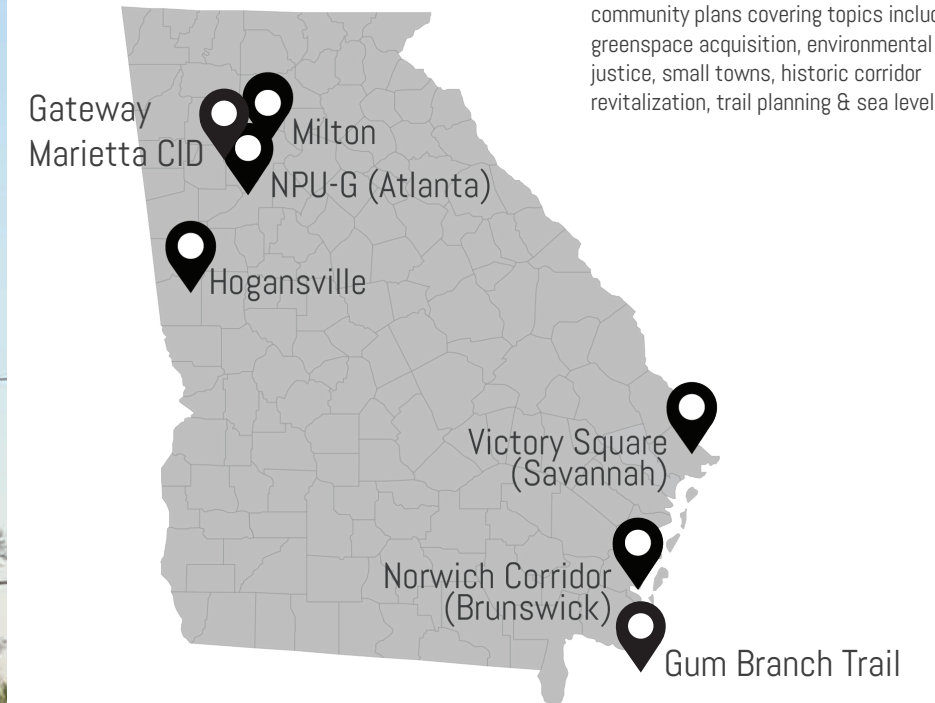 community plans covering topics
greenspace acquisition, environmental
justice, small towns, historic corridor
revitalization, trail planning & sea level
Gateway
Marietta CID
Milton
NPU-G (Atlanta)
Hogansville
Victory Square
(Savannah)
Norwich Corridor
(Brunswick)
Gum Branch Trail